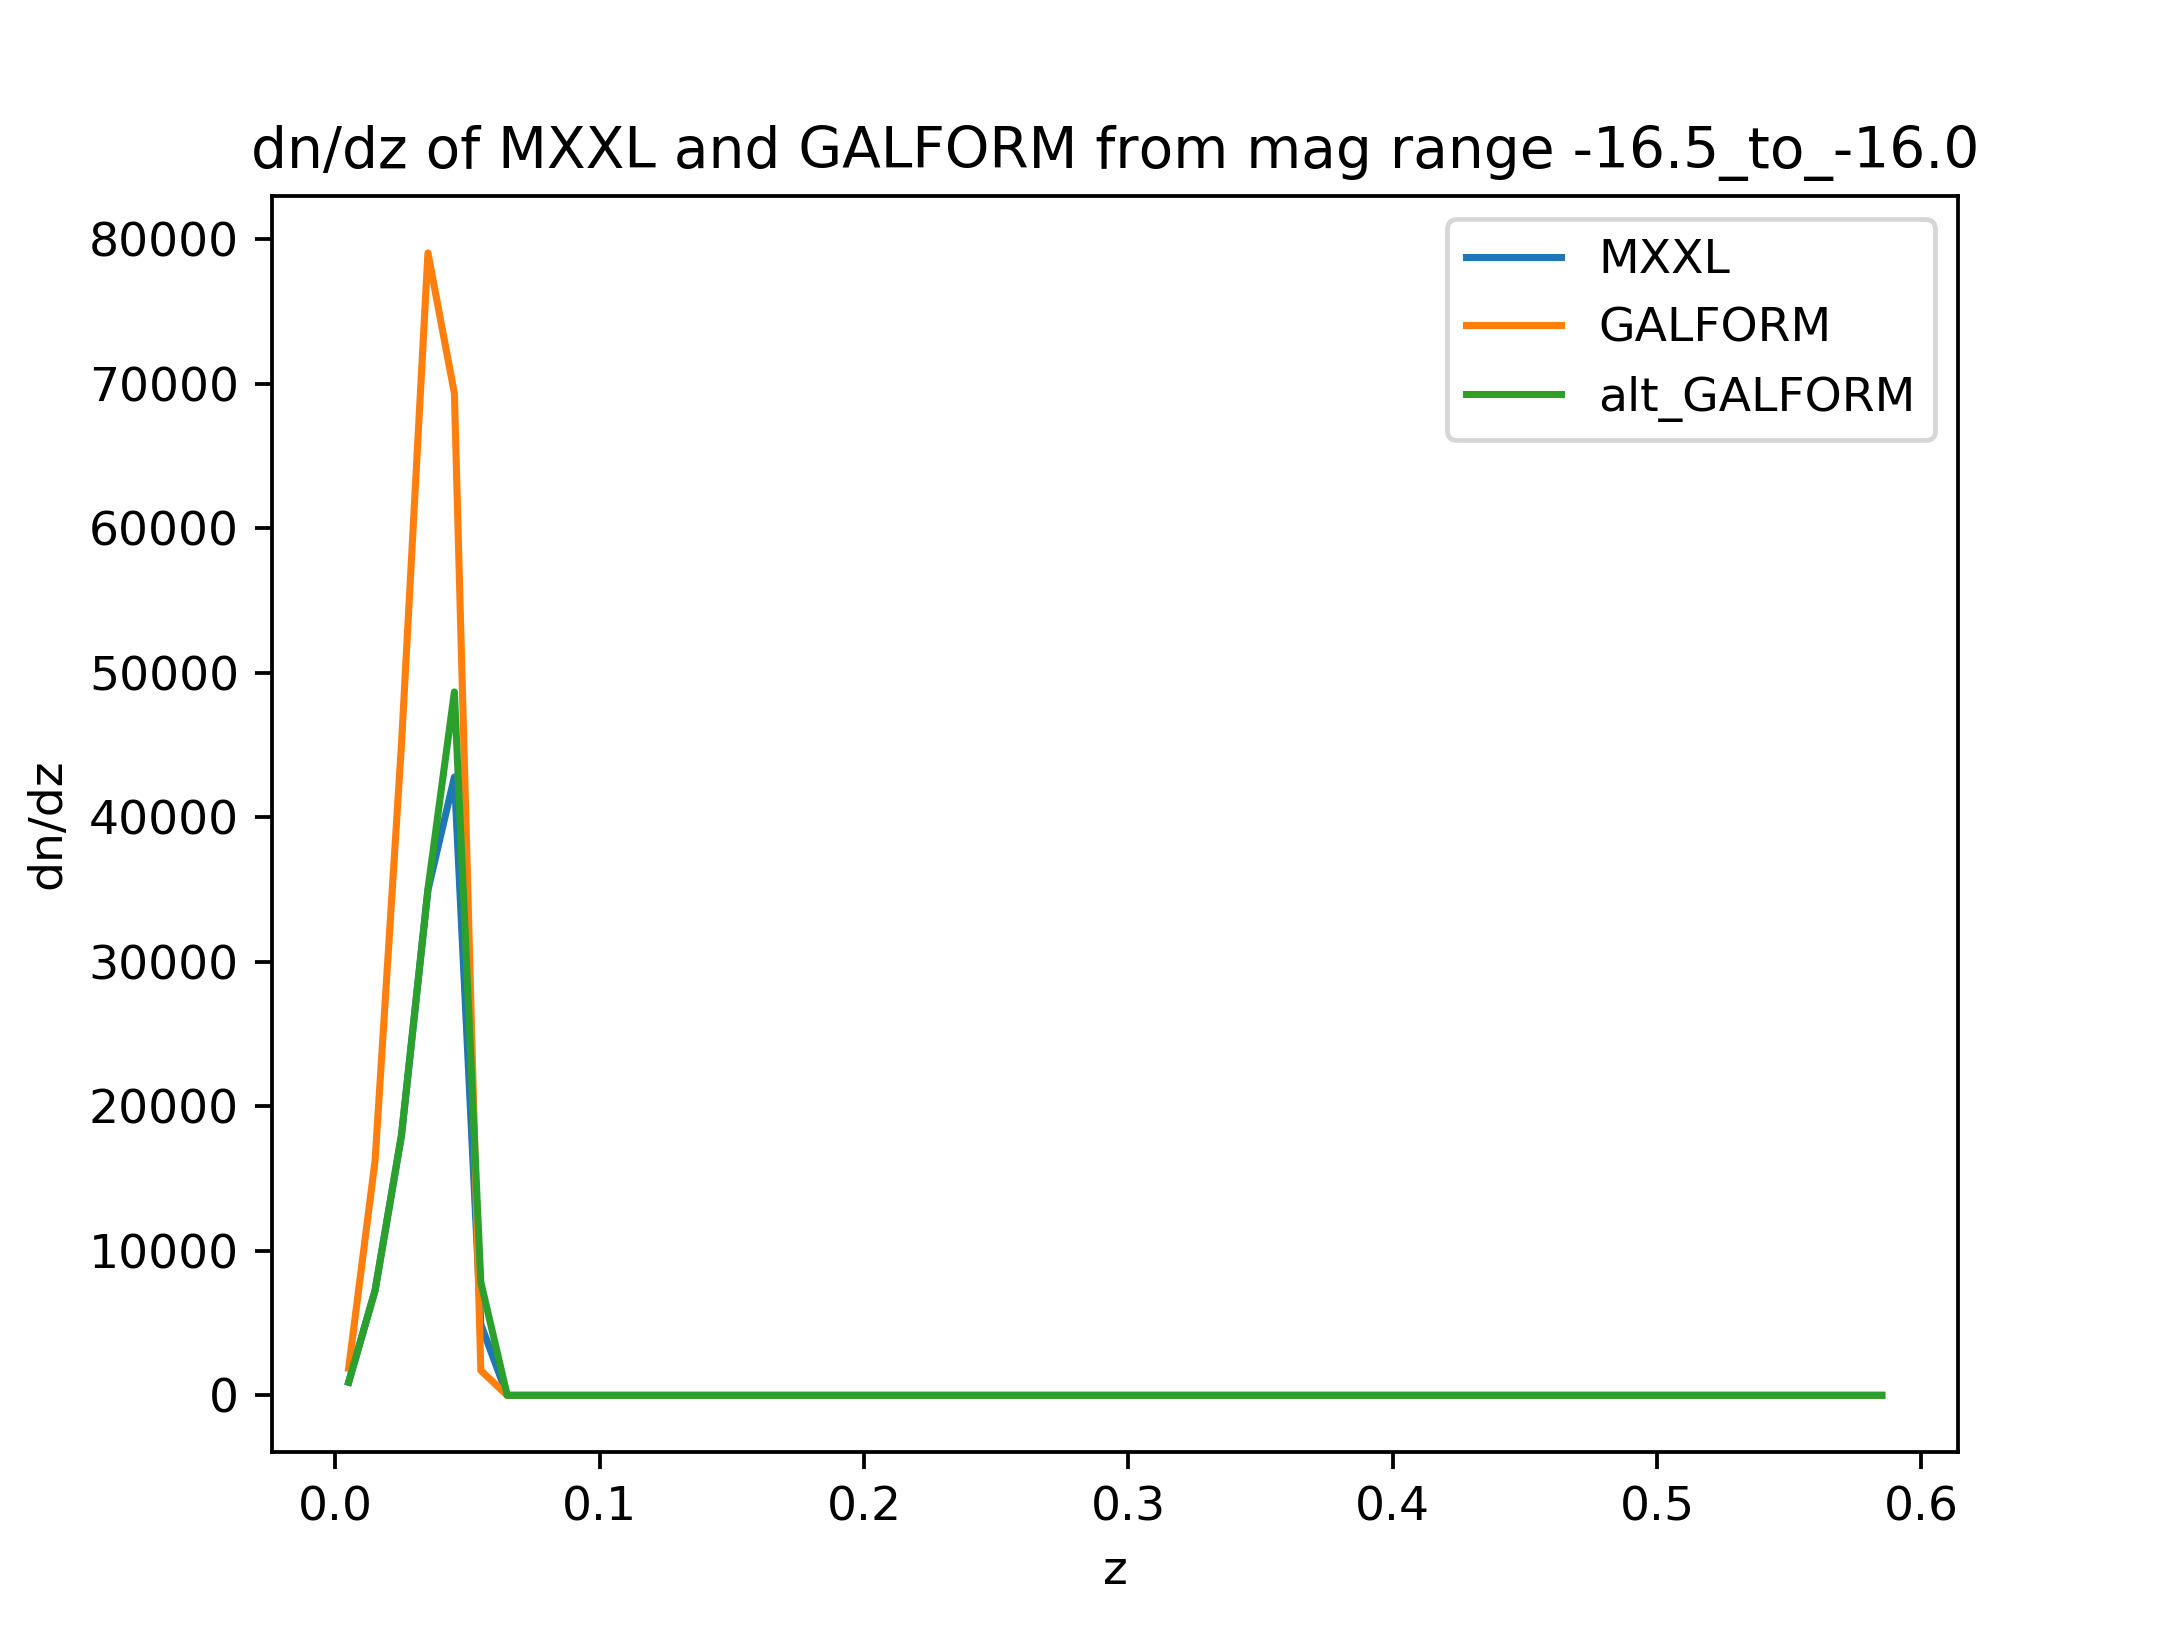 dn/dz of MXXL and GALFORM from mag range -16.5_to_-16.0
MXXL
GALFORM
alt_GALFORM
80000
70000
60000
50000
40000
30000
20000
10000
0
dn/dz
0.0 0.1 0.2 0.3 0.4 0.5 0.6
z